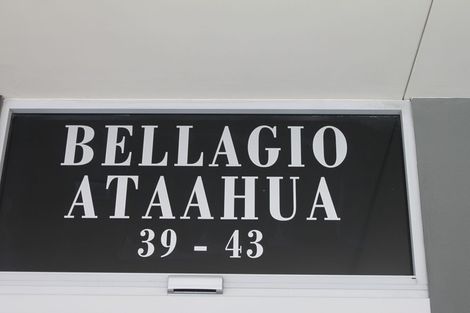 BELLAGIO
ATAAHUA
39 - 43